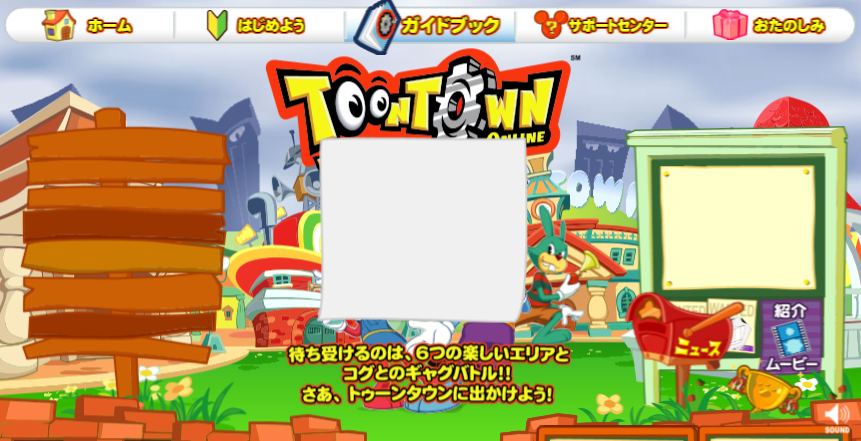 ホーム
はじめよう
ガイドブック
サポートセンター
おたのしみ
TOONTOWN
ONLINE
SM
待ち受けるのは、6つの楽しいエリアと
コグとのギャグバトル!!
さあ、トゥーンタウンに出かけよう!
紹介
ムービー
ニュース
SOUND